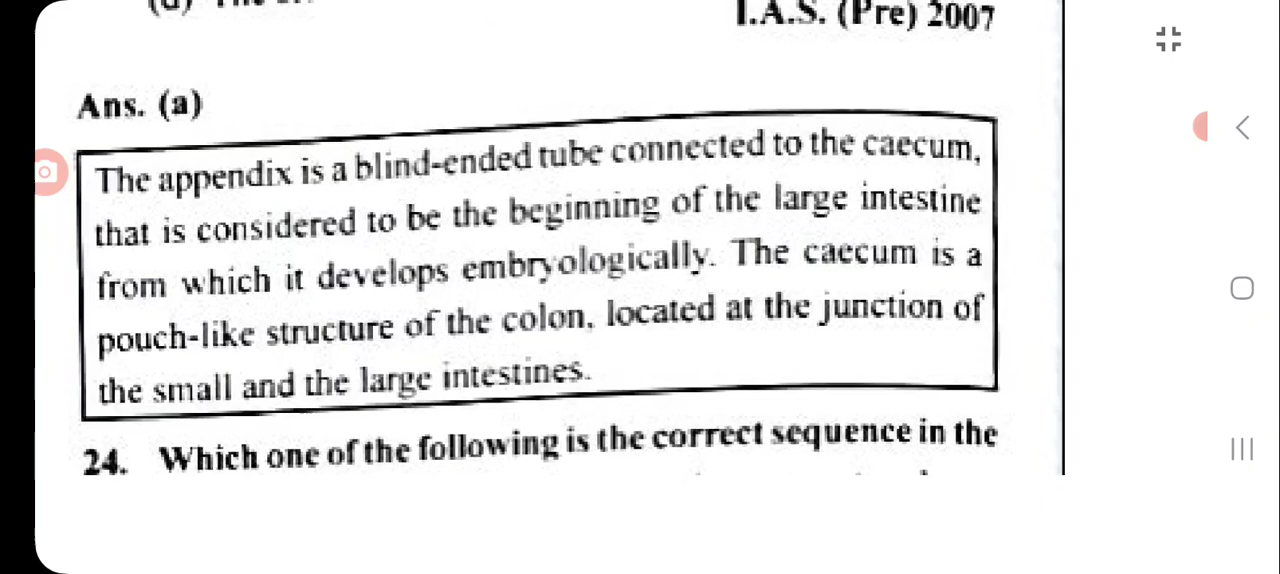 I.A.S. (Pre) 2007
Ans. (a)
The appendix is a blind-ended tube connected to the caecum,
that is considered to be the beginning of the large intestine
from which it develops embryologically. The caecum is a
pouch-like structure of the colon, located at the junction of
the small and the large intestines.
24. Which one of the following is the correct sequence in the